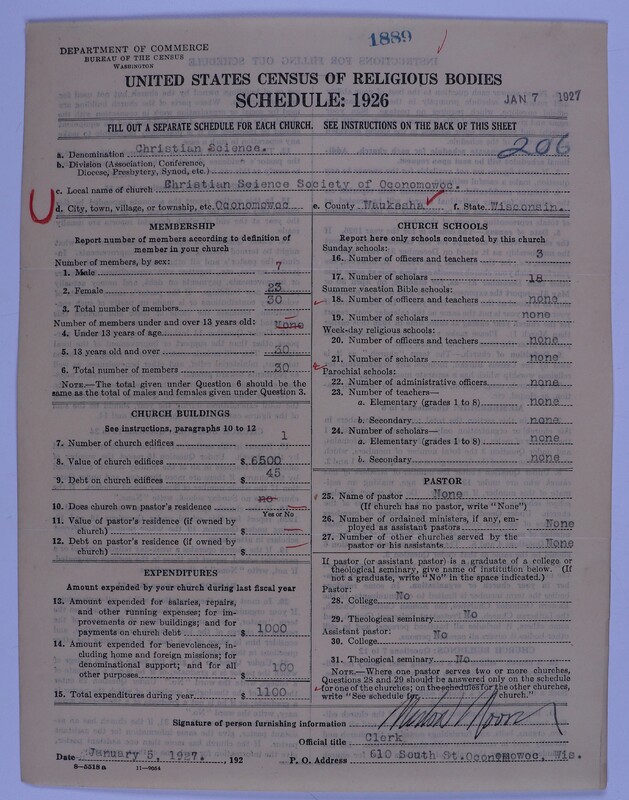 1889
DEPARTMENT OF COMMERCE
BUREAU OF THE CENSUS
WASHINGTON
UNITED STATES CENSUS OF RELIGIOUS BODIES
SCHEDULE: 1926
JAN 7 1927
FILL OUT A SEPARATE SCHEDULE FOR EACH CHURCH. SEE INSTRUCTIONS ON THE BACK OF THIS SHEET
206
a. Denomination Christian Science.
b. Division (Association, Conference,
Diocese, Presbytery, Synod, etc.)
c. Local name of church Christian Science Society of Oconomowoc.
d. City, town, village, or township, etc. Oconomowoc e. County Waukesha f. State Wisconsin.
MEMBERSHIP
Report number of members according to definition of
member in your church
Number of members, by sex:
1. Male 7
2. Female 23
3. Total number of members 30
Number of members under and over 13 years old:
4. Under 13 years of age None
5. 13 years old and over 30
6. Total number of members 30
NOTE.—The total given under Question 6 should be the
same as the total of males and females given under Question 3.
CHURCH BUILDINGS
See instructions, paragraphs 10 to 12
7. Number of church edifices 1
8. Value of church edifices $ 6500
9. Debt on church edifices $ 45
10. Does church own pastor's residence no
Yes or No
11. Value of pastor's residence (if owned by
church) $
12. Debt on pastor's residence (if owned by
church) $
EXPENDITURES
Amount expended by your church during last fiscal year
13. Amount expended for salaries, repairs,
and other running expenses; for im-
provements or new buildings; and for
payments on church debt $ 1000
14. Amount expended for benevolences, in-
cluding home and foreign missions; for
denominational support; and for all
other purposes $ 100
15. Total expenditures during year $ 1100
CHURCH SCHOOLS
Report here only schools conducted by this church
Sunday schools:
16. Number of officers and teachers 3
17. Number of scholars 18
Summer vacation Bible schools:
18. Number of officers and teachers none
19. Number of scholars none
Week-day religious schools:
20. Number of officers and teachers none
21. Number of scholars none
Parochial schools:
22. Number of administrative officers none
23. Number of teachers—
a. Elementary (grades 1 to 8) none
b. Secondary none
24. Number of scholars—
a. Elementary (grades 1 to 8) none
b. Secondary none
PASTOR
25. Name of pastor None
(If church has no pastor, write "None")
26. Number of ordained ministers, if any, em-
ployed as assistant pastors None
27. Number of other churches served by the
pastor or his assistants None
If pastor (or assistant pastor) is a graduate of a college or
theological seminary, give name of institution below. (If
not a graduate, write "No" in the space indicated.)
Pastor:
28. College No
29. Theological seminary No
Assistant pastor:
30. College No
31. Theological seminary No
NOTE.—Where one pastor serves two or more churches,
Questions 28 and 29 should be answered only on the schedule
for one of the churches; on the schedules for the other churches,
write "See schedule for church."
Signature of person furnishing information
Official title Clerk
Date January 5, 1927. , 192 P. O. Address 610 South St. Oconomowoc, Wis.
8—5518 a 11—9554